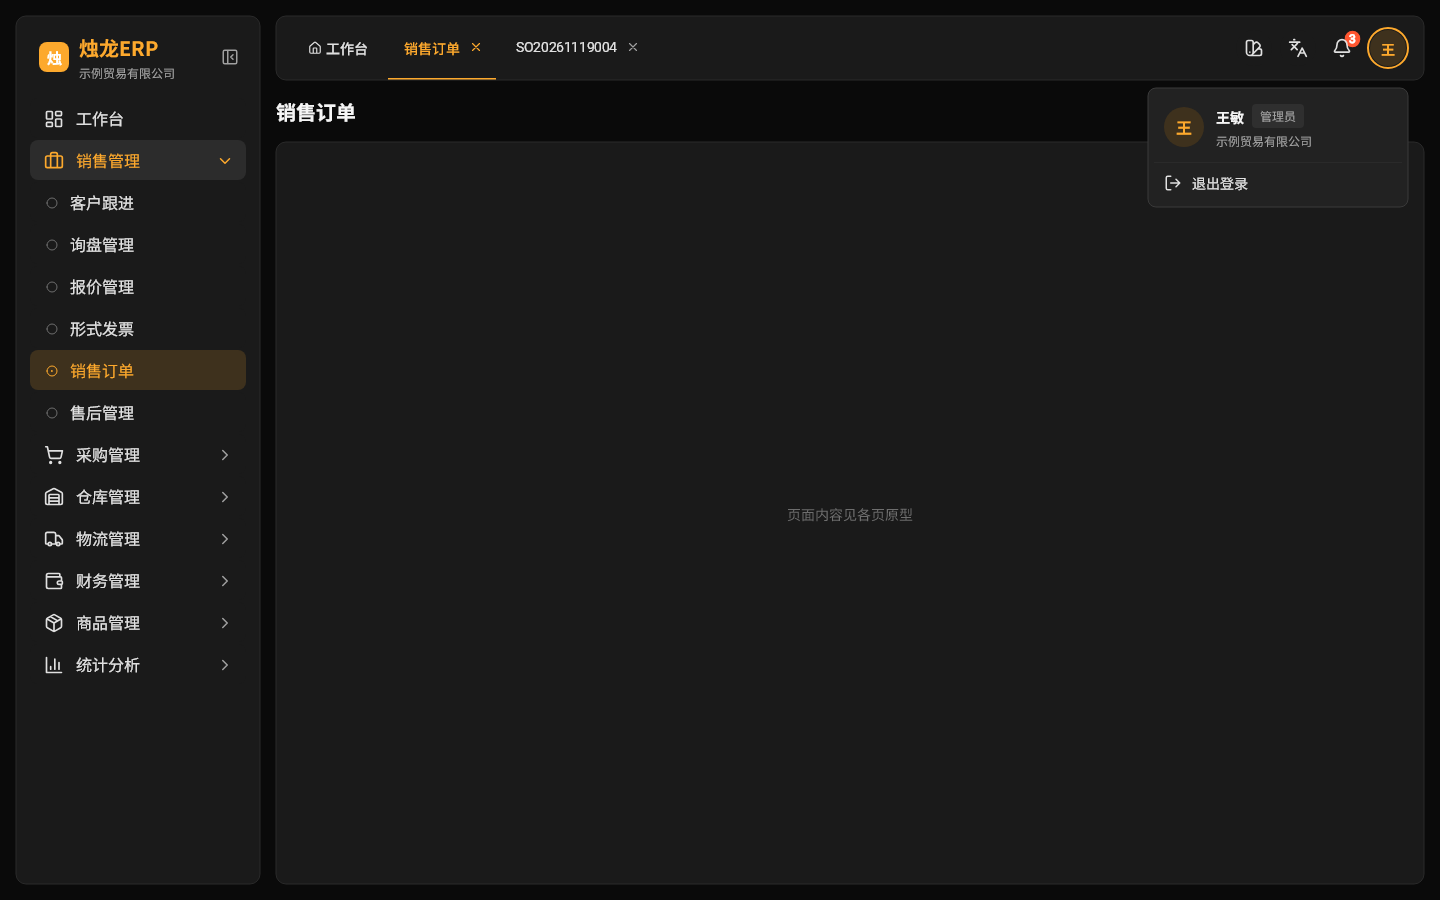 烛
烛龙ERP
示例贸易有限公司
工作台
销售管理
客户跟进
询盘管理
报价管理
形式发票
销售订单
售后管理
采购管理
仓库管理
物流管理
财务管理
商品管理
统计分析
工作台
销售订单
SO20261119004
3
王
销售订单
王
王敏
管理员
示例贸易有限公司
退出登录
页面内容见各页原型